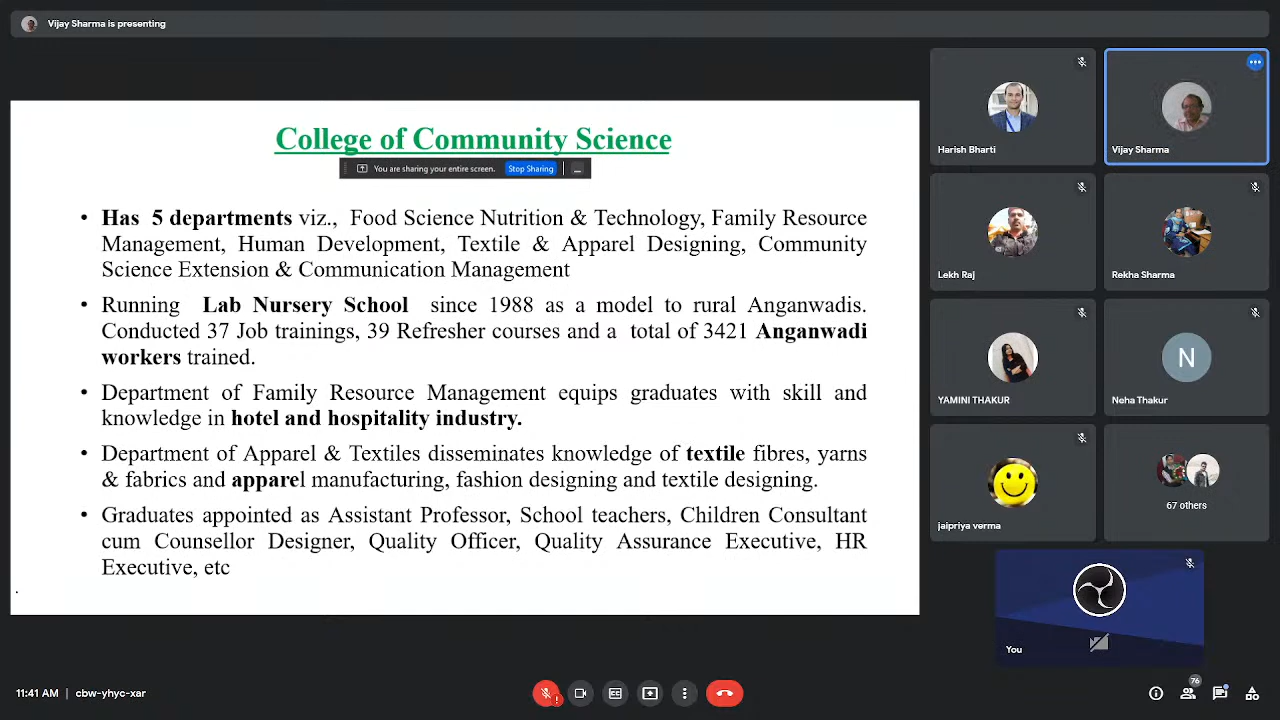 Vijay Sharma is presenting
College of Community Science
You are sharing your entire screen. Stop Sharing
• Has 5 departments viz., Food Science Nutrition & Technology, Family Resource
Management, Human Development, Textile & Apparel Designing, Community
Science Extension & Communication Management
• Running Lab Nursery School since 1988 as a model to rural Anganwadis.
Conducted 37 Job trainings, 39 Refresher courses and a total of 3421 Anganwadi
workers trained.
• Department of Family Resource Management equips graduates with skill and
knowledge in hotel and hospitality industry.
• Department of Apparel & Textiles disseminates knowledge of textile fibres, yarns
& fabrics and apparel manufacturing, fashion designing and textile designing.
• Graduates appointed as Assistant Professor, School teachers, Children Consultant
cum Counsellor Designer, Quality Officer, Quality Assurance Executive, HR
Executive, etc
.
Harish Bharti
Vijay Sharma
Lekh Raj
Rekha Sharma
YAMINI THAKUR
N
Neha Thakur
jaipriya verma
67 others
You
11:41 AM | cbw-yhyc-xar
76